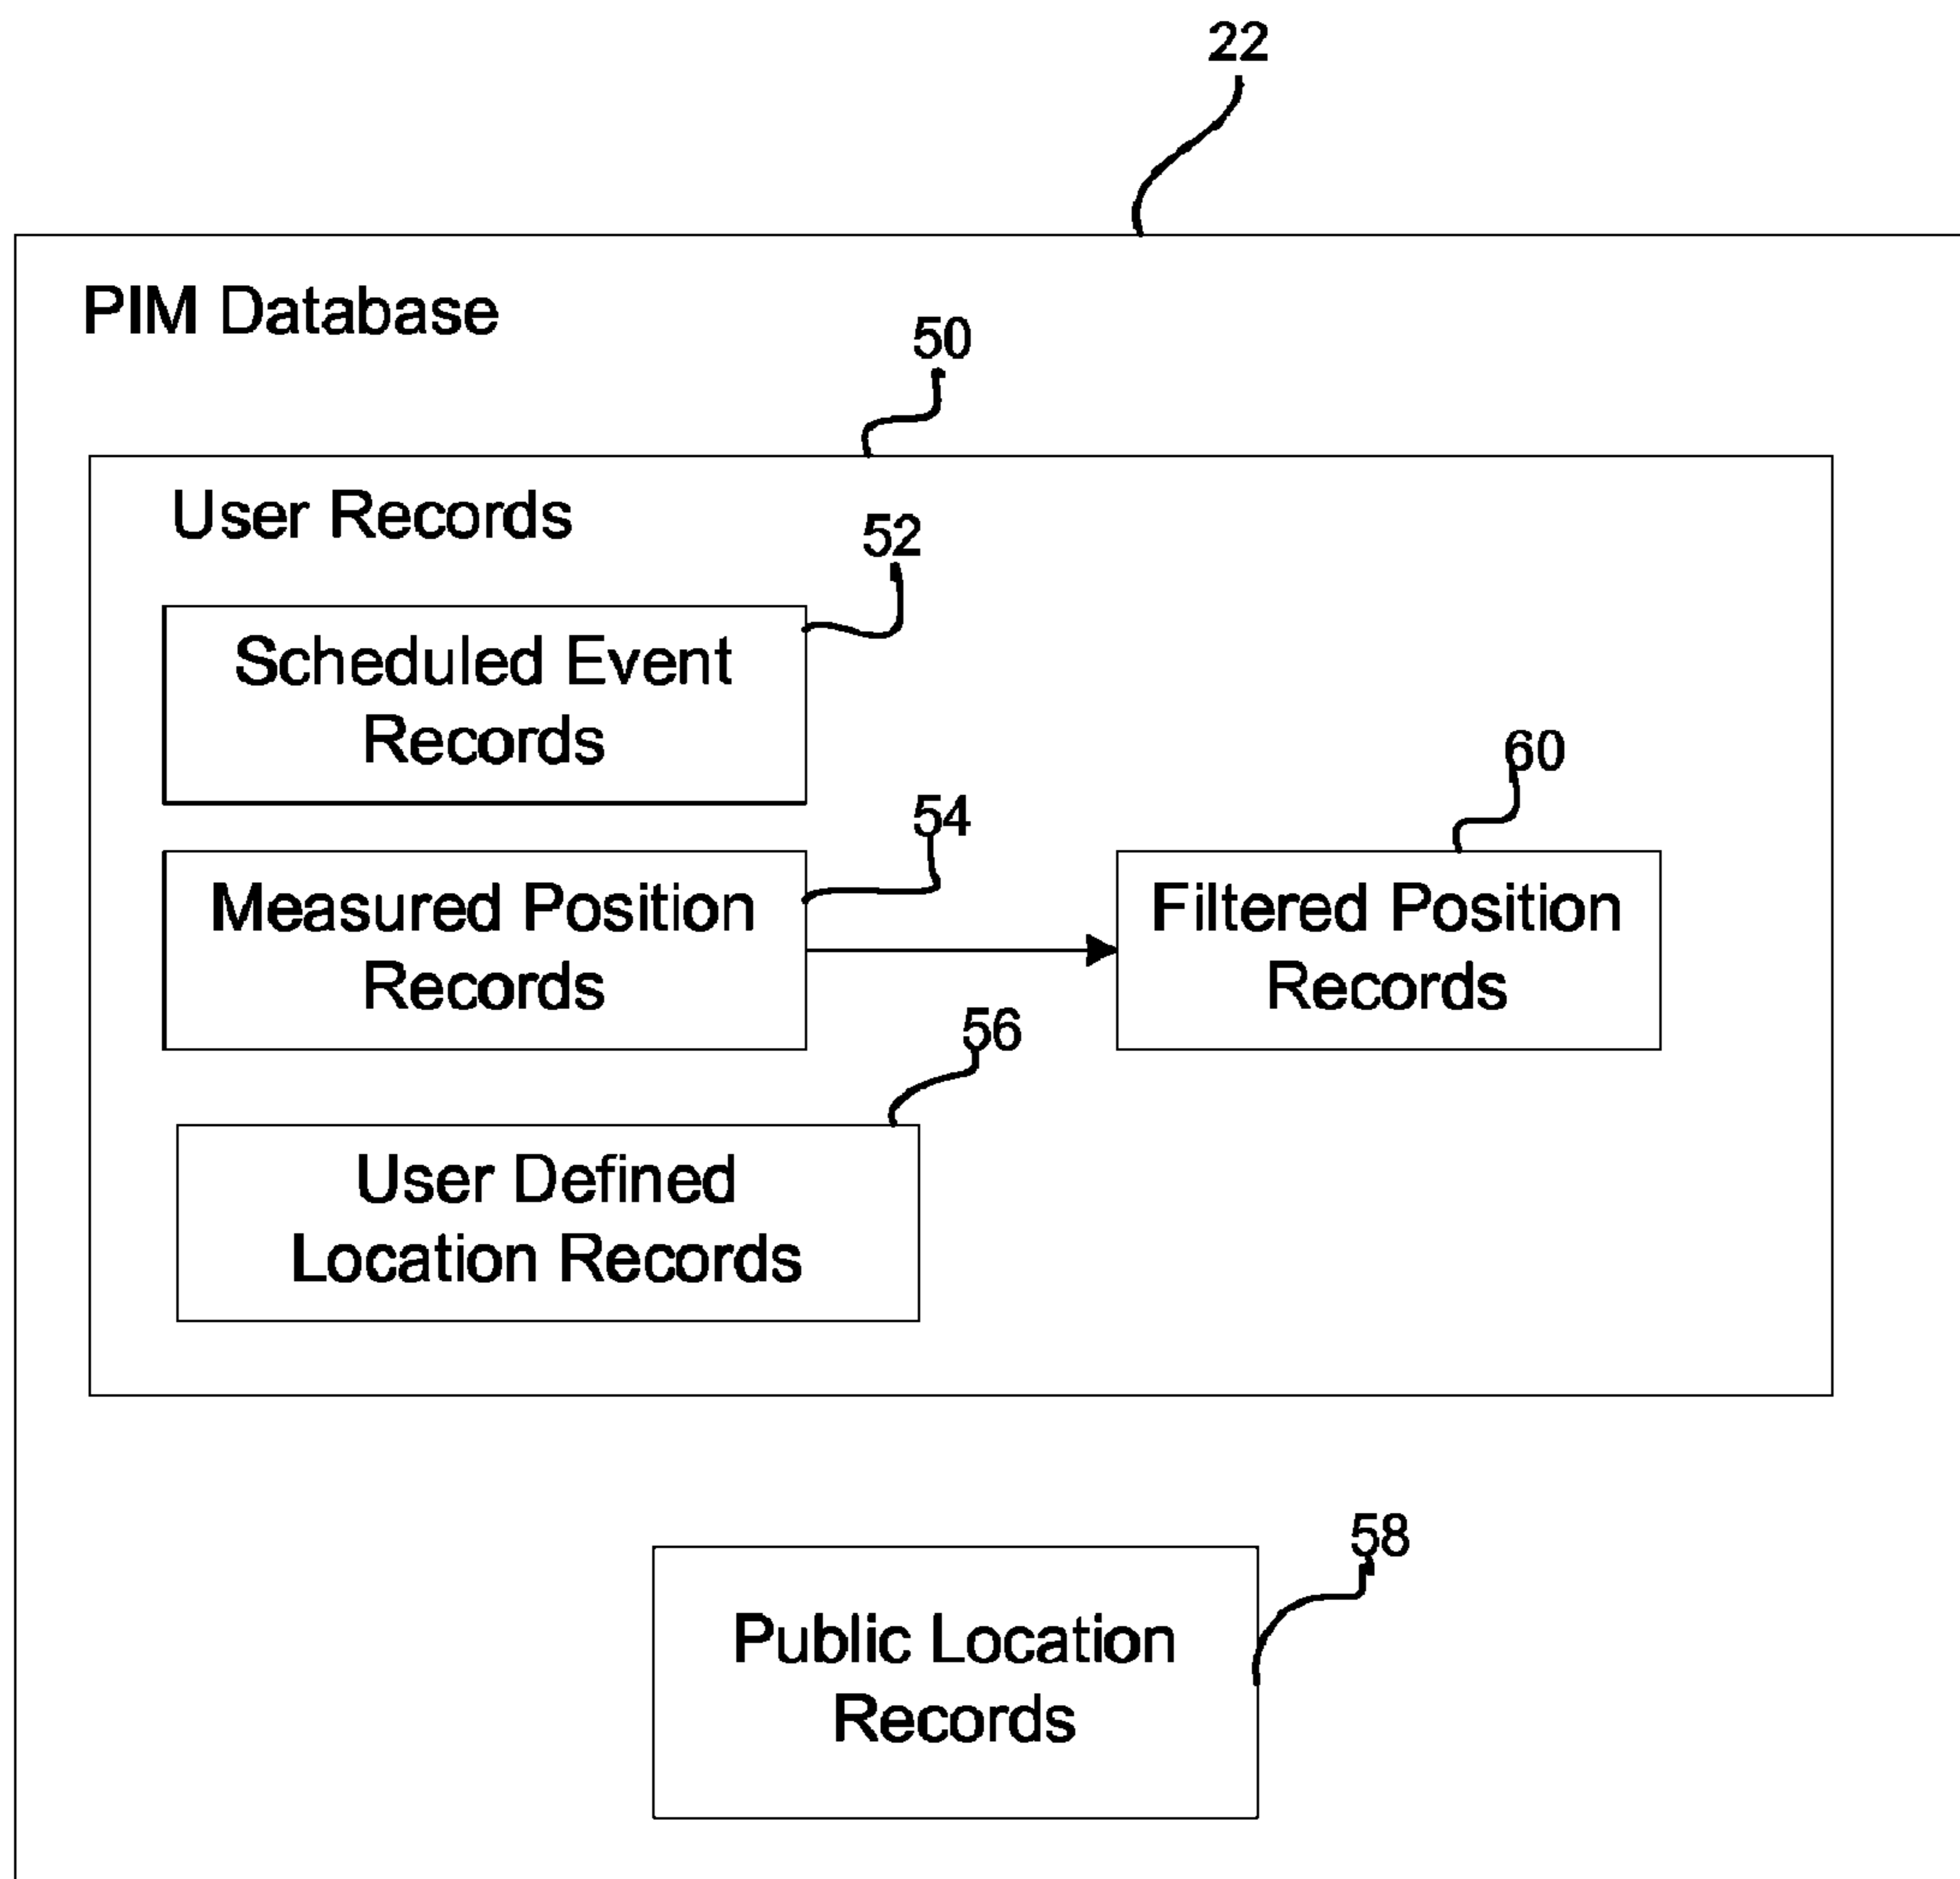 22
PIM Database
50
User Records
52
Scheduled Event
Records
60
54
Measured Position
Records
Filtered Position
Records
56
User Defined
Location Records
58
Public Location
Records